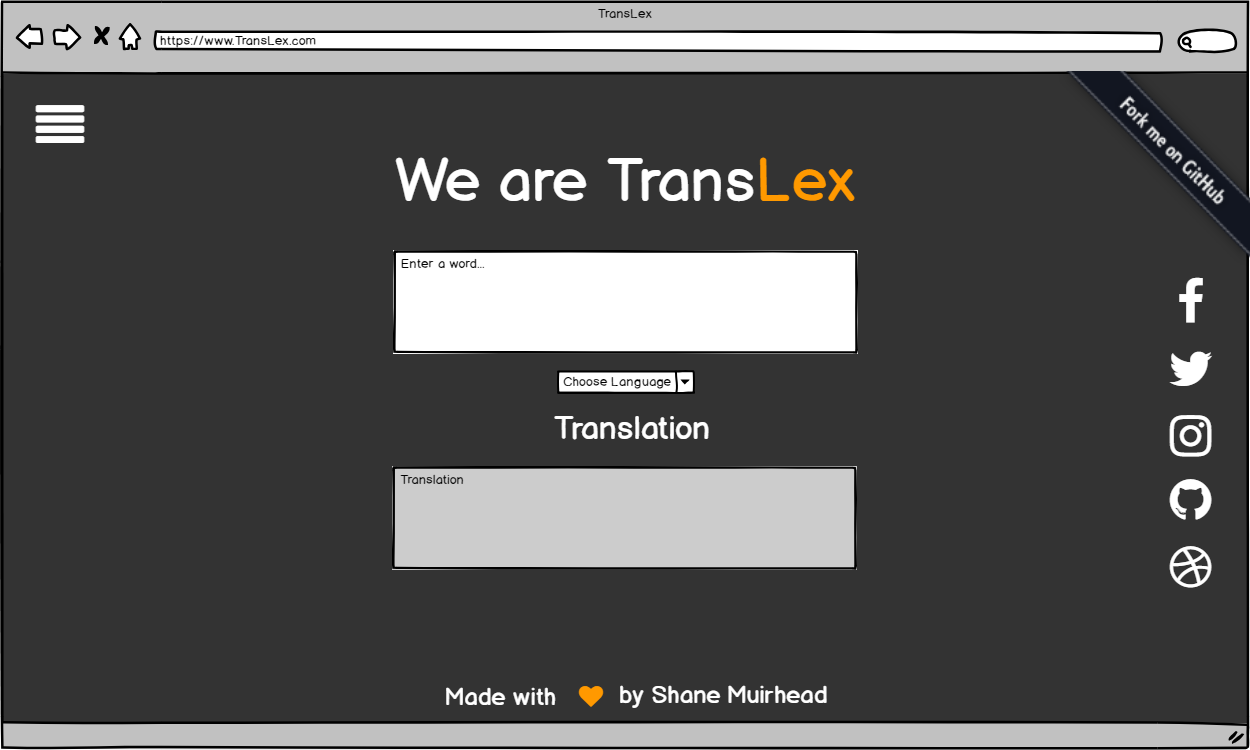 TransLex
https://www.TransLex.com
Fork me on GitHub
We are TransLex
Enter a word...
Choose Language
Translation
Translation
Made with by Shane Muirhead